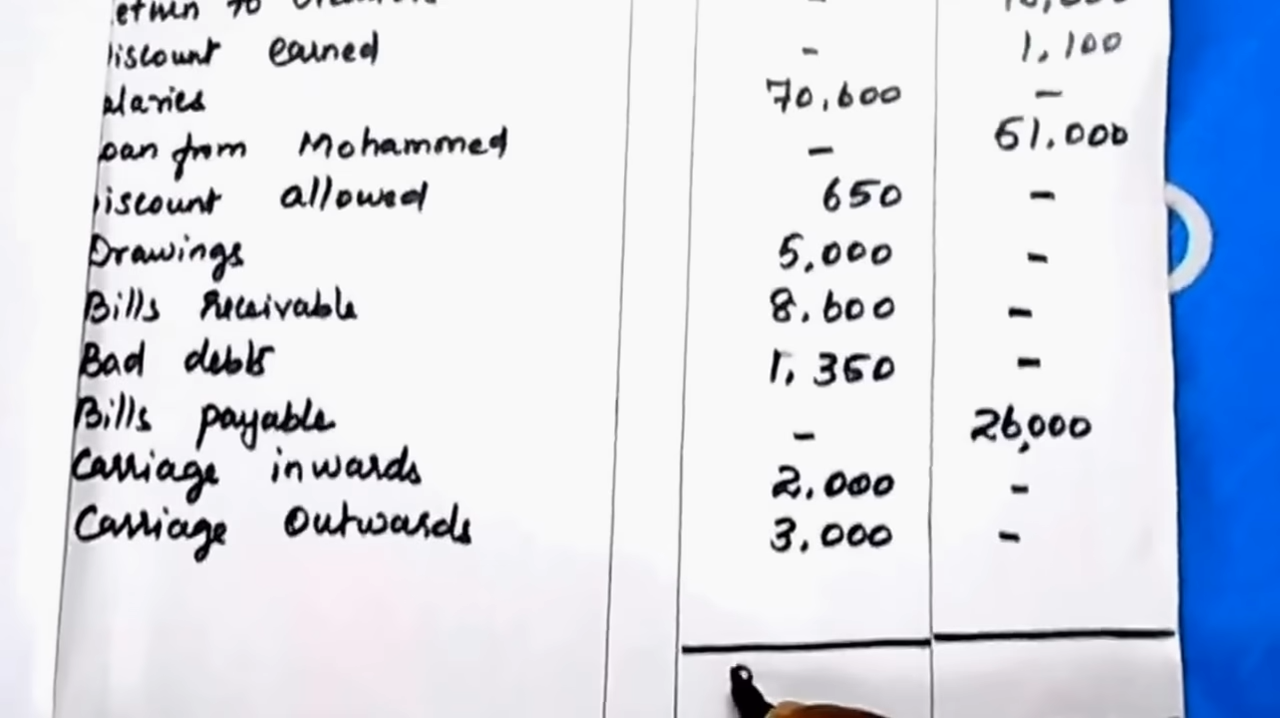 iscount earned - 1,100
alaries 70,600 -
oan from Mohammed - 61.000
iscount allowed 650 -
Drawings 5,000 -
Bills Receivable 8.600 -
Bad debts 1, 350 -
Bills payable - 26,000
Carriage inwards 2,000 -
Carriage Outwards 3,000 -